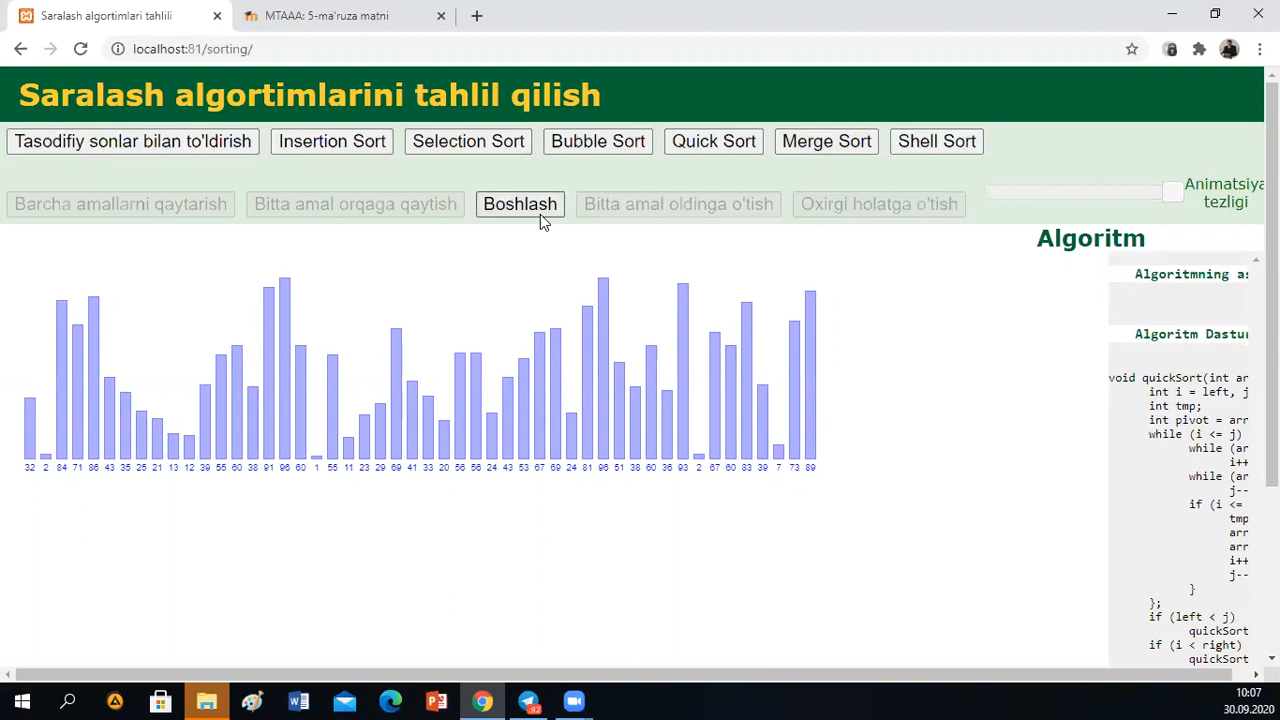 Saralash algortimlari tahlili
MTAAA: 5-ma'ruza matni
localhost:81/sorting/
Saralash algortimlarini tahlil qilish
Tasodifiy sonlar bilan to'ldirish Insertion Sort Selection Sort Bubble Sort Quick Sort Merge Sort Shell Sort
Barcha amallarni qaytarish Bitta amal orqaga qaytish Boshlash Bitta amal oldinga o'tish Oxirgi holatga o'tish
Animatsiya
tezligi
Algoritm
32 2 84 71 86 43 35 25 21 13 12 39 55 60 38 91 96 60 1 55 11 23 29 69 41 33 20 56 56 24 43 53 67 69 24 81 96 51 38 60 36 93 2 67 60 83 39 7 73 89
Algoritmning as
Algoritm Dastur
void quickSort(int ar
int i = left, j
int tmp;
int pivot = arr
while (i <= j)
while (ar
i++
while (ar
j--
if (i <=
tmp
arr
arr
i++
j--
}
};
if (left < j)
quickSort
if (i < right)
quickSort
92
10:07
30.09.2020